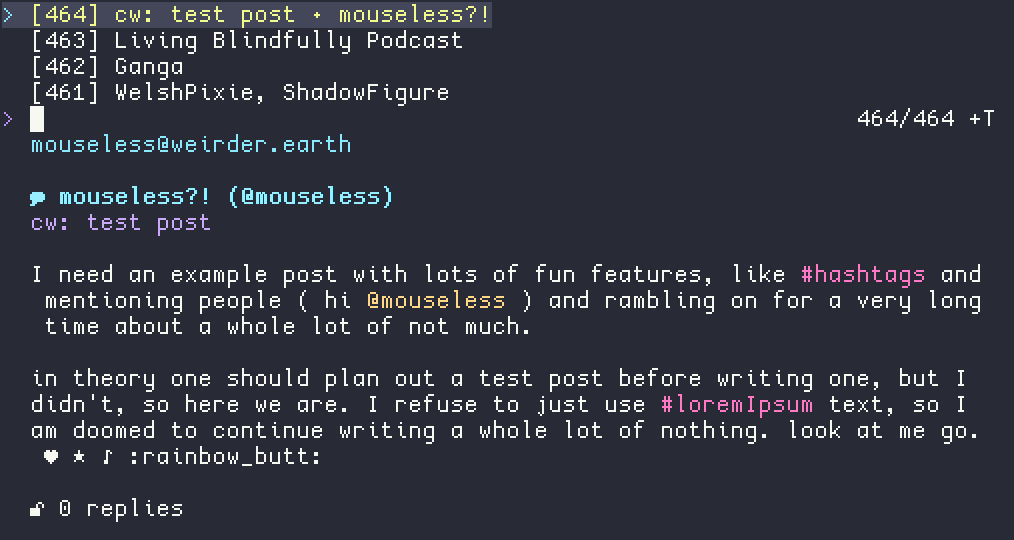 > [464] cw: test post • mouseless?!
[463] Living Blindfully Podcast
[462] Ganga
[461] WelshPixie, ShadowFigure
> 464/464 +T
mouseless@weirder.earth
mouseless?! (@mouseless)
cw: test post
I need an example post with lots of fun features, like #hashtags and
mentioning people ( hi @mouseless ) and rambling on for a very long
time about a whole lot of not much.
in theory one should plan out a test post before writing one, but I
didn't, so here we are. I refuse to just use #loremIpsum text, so I
am doomed to continue writing a whole lot of nothing. look at me go.
♥ ★ ♪ :rainbow_butt:
0 replies